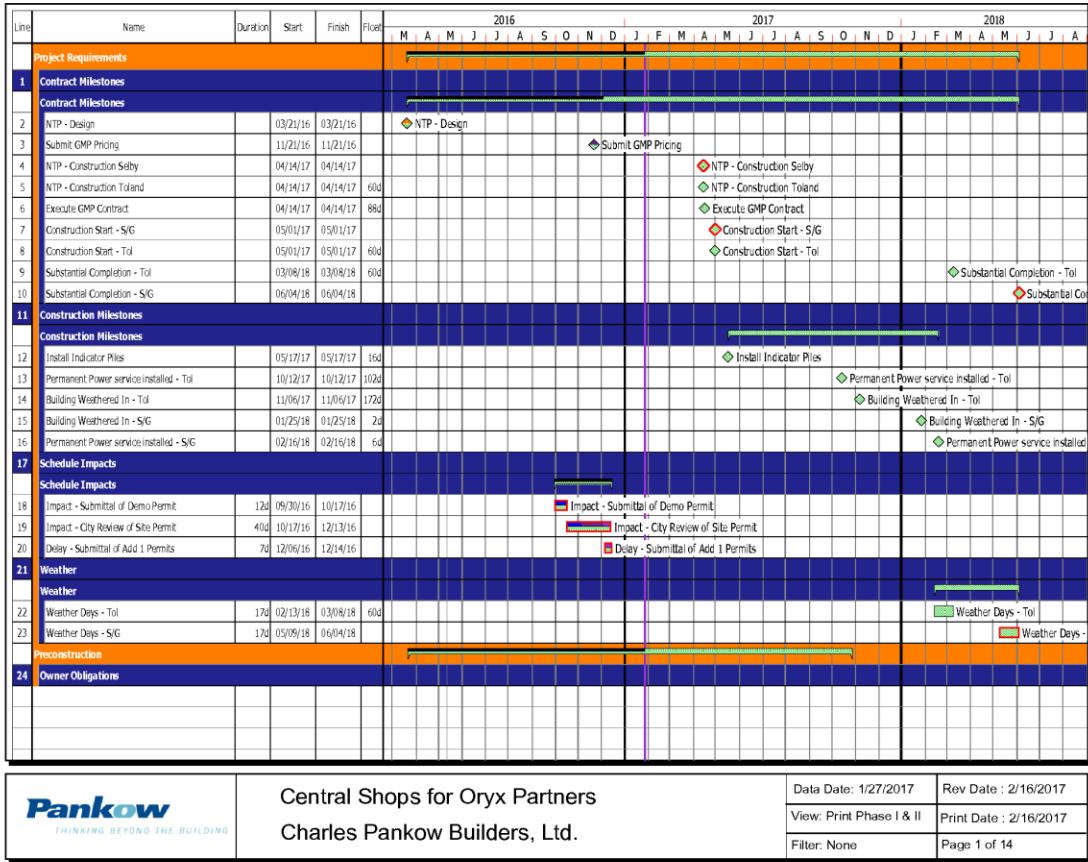 Line Name Duration Start Finish Float 2016 2017 2018
M A M J J A S O N D J F M A M J J A S O N D J F M A M J J A
Project Requirements
1 Contract Milestones
Contract Milestones
2 NTP - Design 03/21/16 03/21/16 NTP - Design
3 Submit GMP Pricing 11/21/16 11/21/16 Submit GMP Pricing
4 NTP - Construction Selby 04/14/17 04/14/17 NTP - Construction Selby
5 NTP - Construction Toland 04/14/17 04/14/17 60d NTP - Construction Toland
6 Execute GMP Contract 04/14/17 04/14/17 88d Execute GMP Contract
7 Construction Start - S/G 05/01/17 05/01/17 Construction Start - S/G
8 Construction Start - Tol 05/01/17 05/01/17 60d Construction Start - Tol
9 Substantial Completion - Tol 03/08/18 03/08/18 60d Substantial Completion - Tol
10 Substantial Completion - S/G 06/04/18 06/04/18 Substantial Co
11 Construction Milestones
Construction Milestones
12 Install Indicator Piles 05/17/17 05/17/17 16d Install Indicator Piles
13 Permanent Power service installed - Tol 10/12/17 10/12/17 102d Permanent Power service installed - Tol
14 Building Weathered In - Tol 11/06/17 11/06/17 172d Building Weathered In - Tol
15 Building Weathered In - S/G 01/25/18 01/25/18 2d Building Weathered In - S/G
16 Permanent Power service installed - S/G 02/16/18 02/16/18 6d Permanent Power service installed
17 Schedule Impacts
Schedule Impacts
18 Impact - Submittal of Demo Permit 12d 09/30/16 10/17/16 Impact - Submittal of Demo Permit
19 Impact - City Review of Site Permit 40d 10/17/16 12/13/16 Impact - City Review of Site Permit
20 Delay - Submittal of Add 1 Permits 7d 12/06/16 12/14/16 Delay - Submittal of Add 1 Permits
21 Weather
Weather
22 Weather Days - Tol 17d 02/13/18 03/08/18 60d Weather Days - Tol
23 Weather Days - S/G 17d 05/09/18 06/04/18 Weather Days -
Preconstruction
24 Owner Obligations
Pankow
THINKING BEYOND THE BUILDING
Central Shops for Oryx Partners
Charles Pankow Builders, Ltd.
Data Date: 1/27/2017 Rev Date : 2/16/2017
View: Print Phase I & II Print Date : 2/16/2017
Filter: None Page 1 of 14